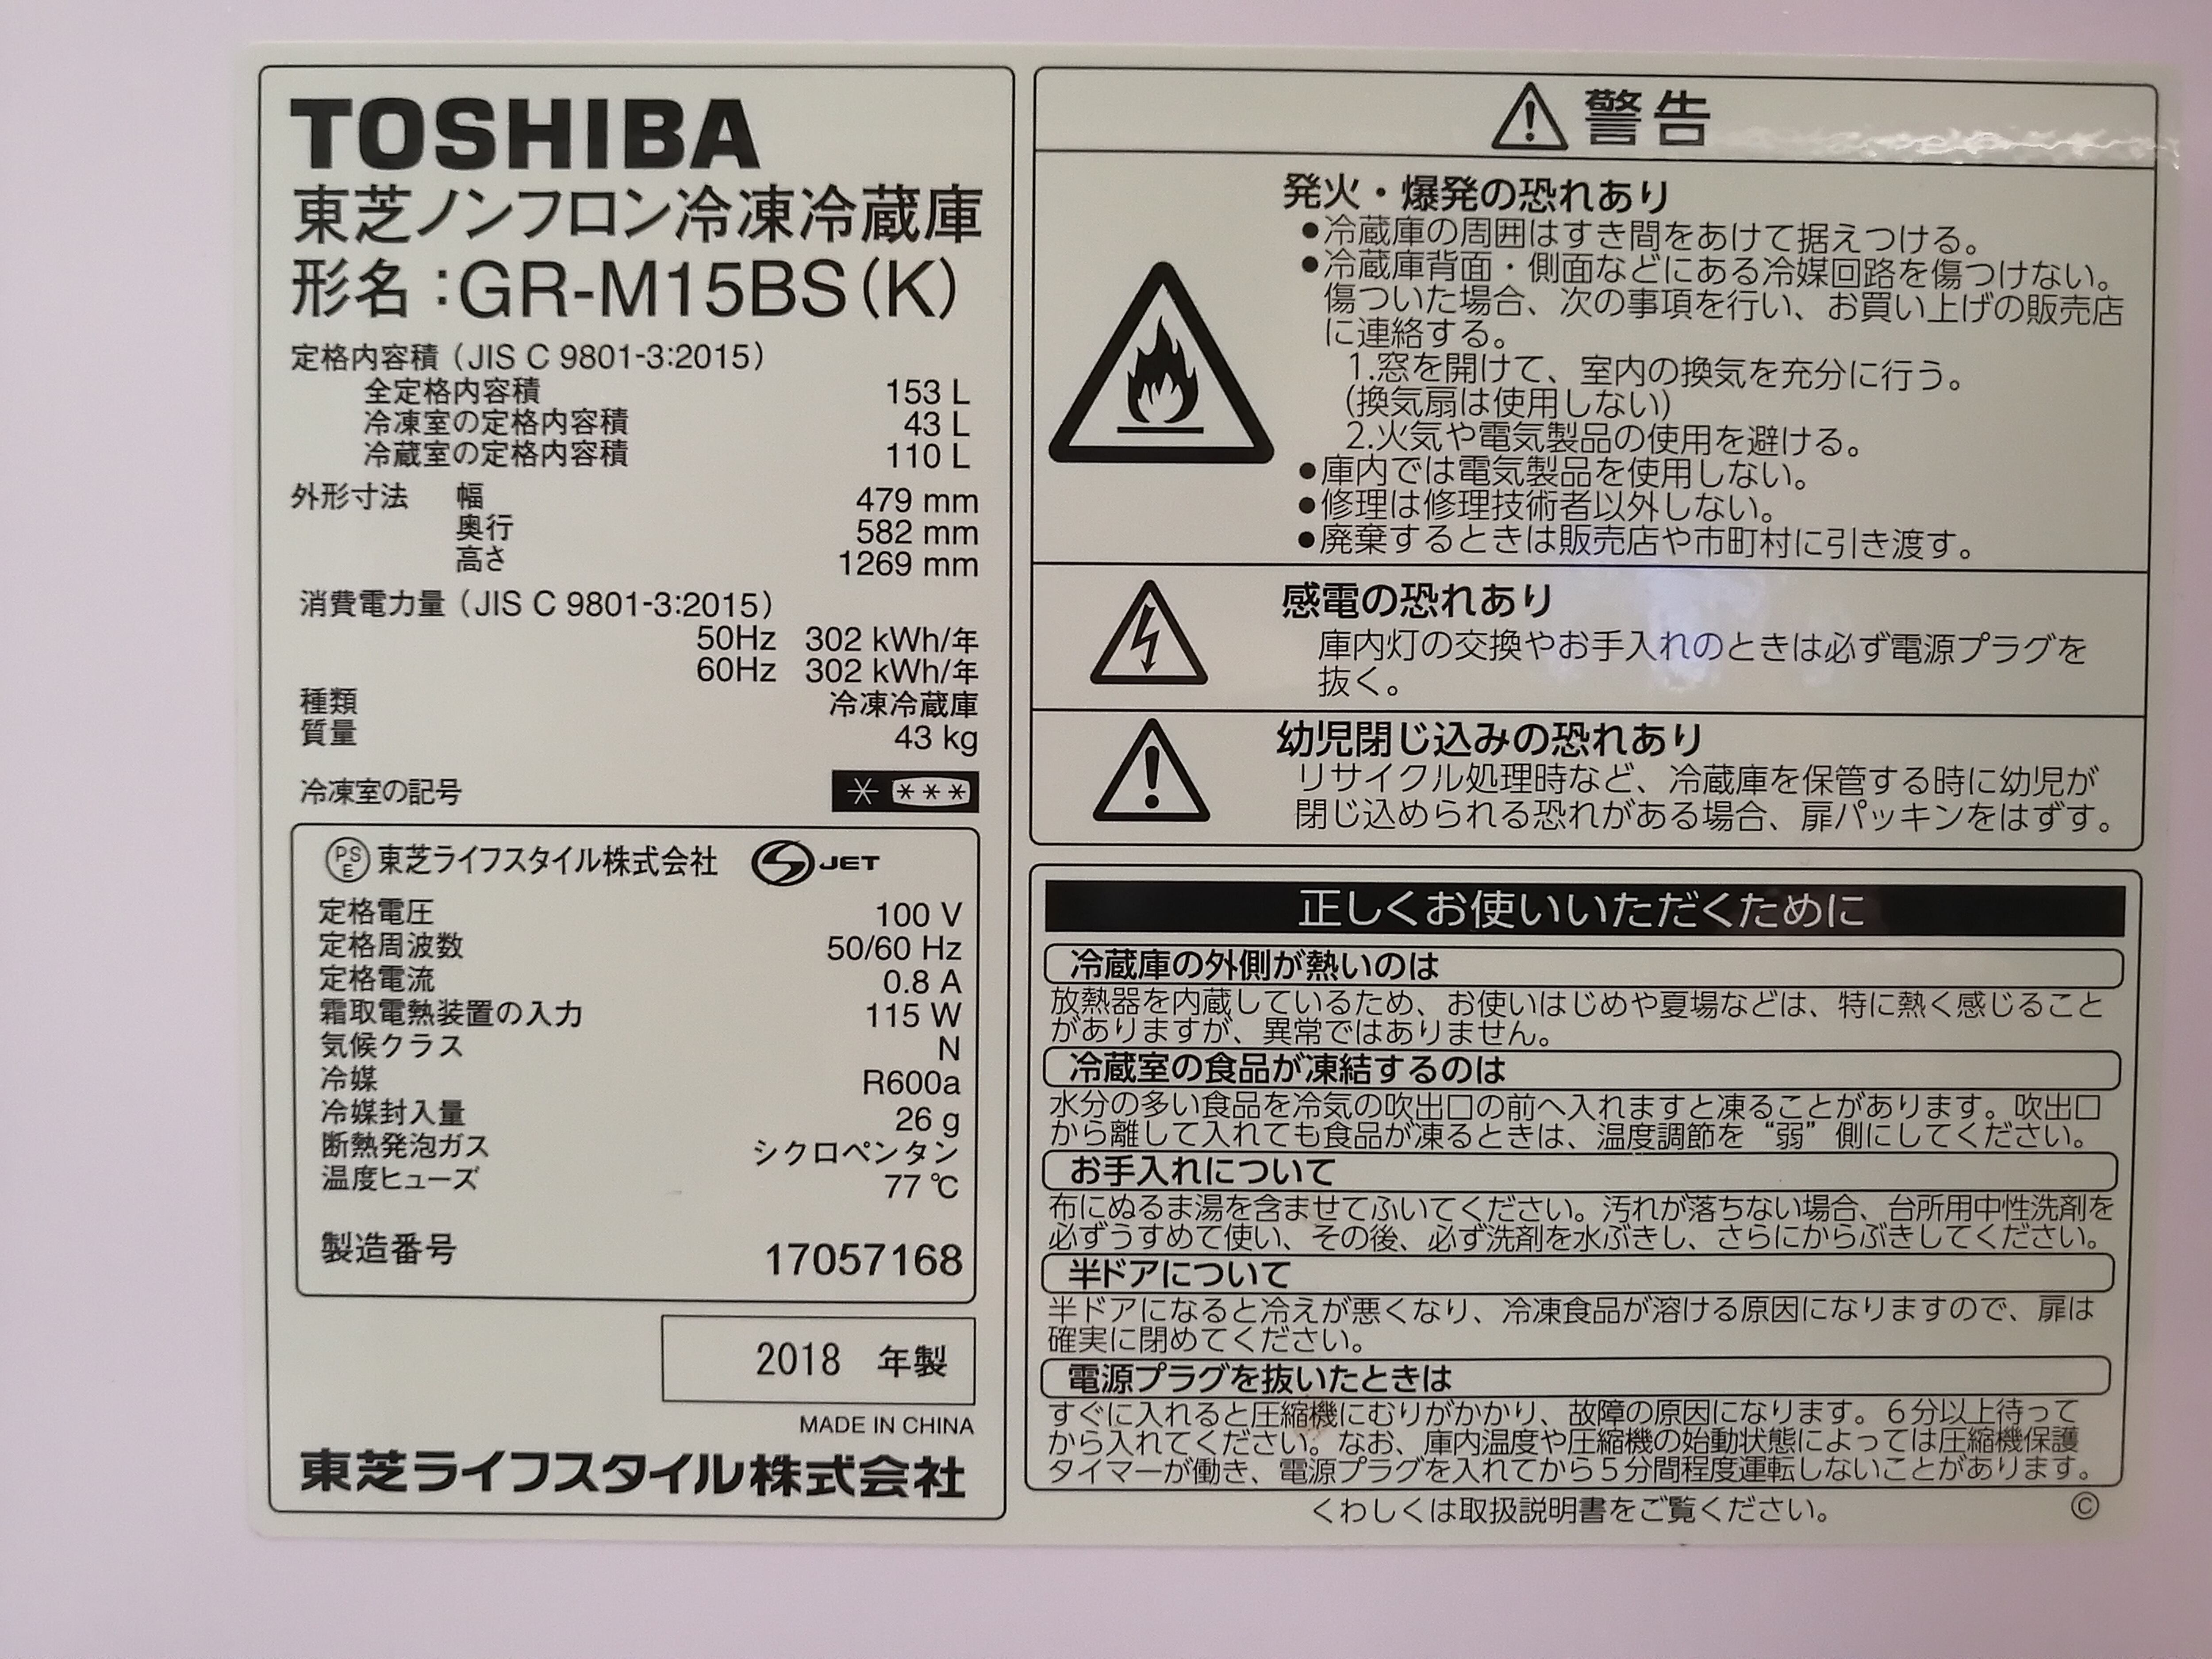 TOSHIBA
東芝ノンフロン冷凍冷蔵庫
形名:GR-M15BS(K)
定格内容積(JIS C 9801-3:2015)
全定格内容積 153 L
冷凍室の定格内容積 43 L
冷蔵室の定格内容積 110 L
外形寸法 幅 479 mm
奥行 582 mm
高さ 1269 mm
消費電力量(JIS C 9801-3:2015)
50Hz 302 kWh/年
60Hz 302 kWh/年
種類 冷凍冷蔵庫
質量 43 kg
冷凍室の記号 * ***
PSE 東芝ライフスタイル株式会社 S JET
定格電圧 100 V
定格周波数 50/60 Hz
定格電流 0.8 A
霜取電熱装置の入力 115 W
気候クラス N
冷媒 R600a
冷媒封入量 26 g
断熱発泡ガス シクロペンタン
温度ヒューズ 77 ℃
製造番号 17057168
2018 年製
MADE IN CHINA
東芝ライフスタイル株式会社
警告
発火・爆発の恐れあり
●冷蔵庫の周囲はすき間をあけて据えつける。
●冷蔵庫背面・側面などにある冷媒回路を傷つけない。
傷ついた場合、次の事項を行い、お買い上げの販売店
に連絡する。
1.窓を開けて、室内の換気を充分に行う。
(換気扇は使用しない)
2.火気や電気製品の使用を避ける。
●庫内では電気製品を使用しない。
●修理は修理技術者以外しない。
●廃棄するときは販売店や市町村に引き渡す。
感電の恐れあり
庫内灯の交換やお手入れのときは必ず電源プラグを
抜く。
幼児閉じ込みの恐れあり
リサイクル処理時など、冷蔵庫を保管する時に幼児が
閉じ込められる恐れがある場合、扉パッキンをはずす。
正しくお使いいただくために
冷蔵庫の外側が熱いのは
放熱器を内蔵しているため、お使いはじめや夏場などは、特に熱く感じること
がありますが、異常ではありません。
冷蔵室の食品が凍結するのは
水分の多い食品を冷気の吹出口の前へ入れますと凍ることがあります。吹出口
から離して入れても食品が凍るときは、温度調節を“弱”側にしてください。
お手入れについて
布にぬるま湯を含ませてふいてください。汚れが落ちない場合、台所用中性洗剤を
必ずうすめて使い、その後、必ず洗剤を水ぶきし、さらにからぶきしてください。
半ドアについて
半ドアになると冷えが悪くなり、冷凍食品が溶ける原因になりますので、扉は
確実に閉めてください。
電源プラグを抜いたときは
すぐに入れると圧縮機にむりがかかり、故障の原因になります。6分以上待って
から入れてください。なお、庫内温度や圧縮機の始動状態によっては圧縮機保護
タイマーが働き、電源プラグを入れてから5分間程度運転しないことがあります。
くわしくは取扱説明書をご覧ください。 ©